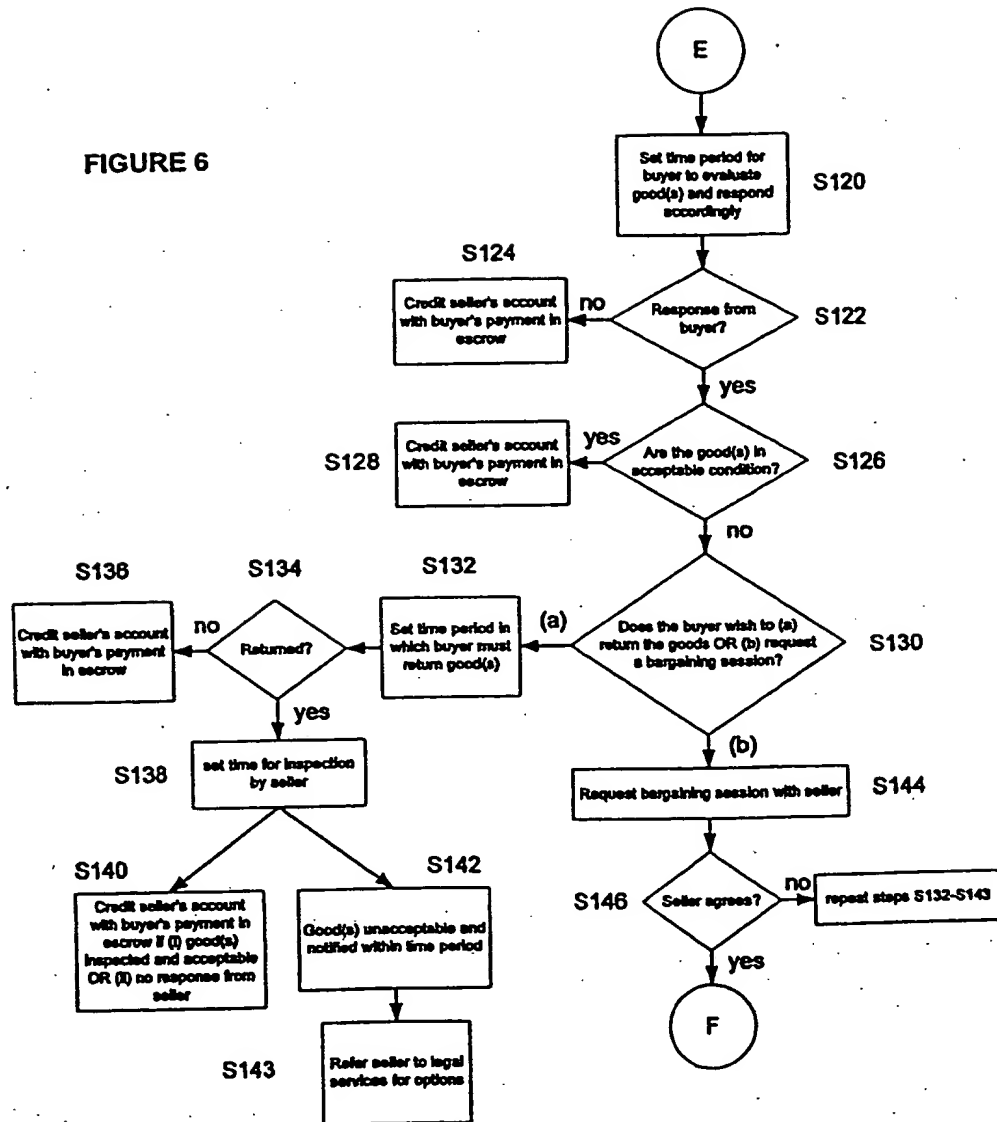 E
FIGURE 6
Set time period for
buyer to evaluate
good(s) and respond
accordingly
S120
S124
Credit seller's account
with buyer's payment in
escrow
no
Response from
buyer?
S122
yes
S128
Credit seller's account
with buyer's payment in
escrow
yes
Are the good(s) in
acceptable condition?
S126
no
S136
S134
S132
Credit seller's account
with buyer's payment
in escrow
no
Returned?
Set time period in
which buyer must
return good(s)
(a)
Does the buyer wish to (a)
return the goods OR (b) request
a bargaining session?
S130
yes
(b)
S138
set time for inspection
by seller
Request bargaining session with seller
S144
S140
S142
Credit seller's account
with buyer's payment in
escrow if (i) good(s)
inspected and acceptable
OR (ii) no response from
seller
Good(s) unacceptable and
notified within time period
S146
Seller agrees?
no
repeat steps S132-S143
yes
F
S143
Refer seller to legal
services for options